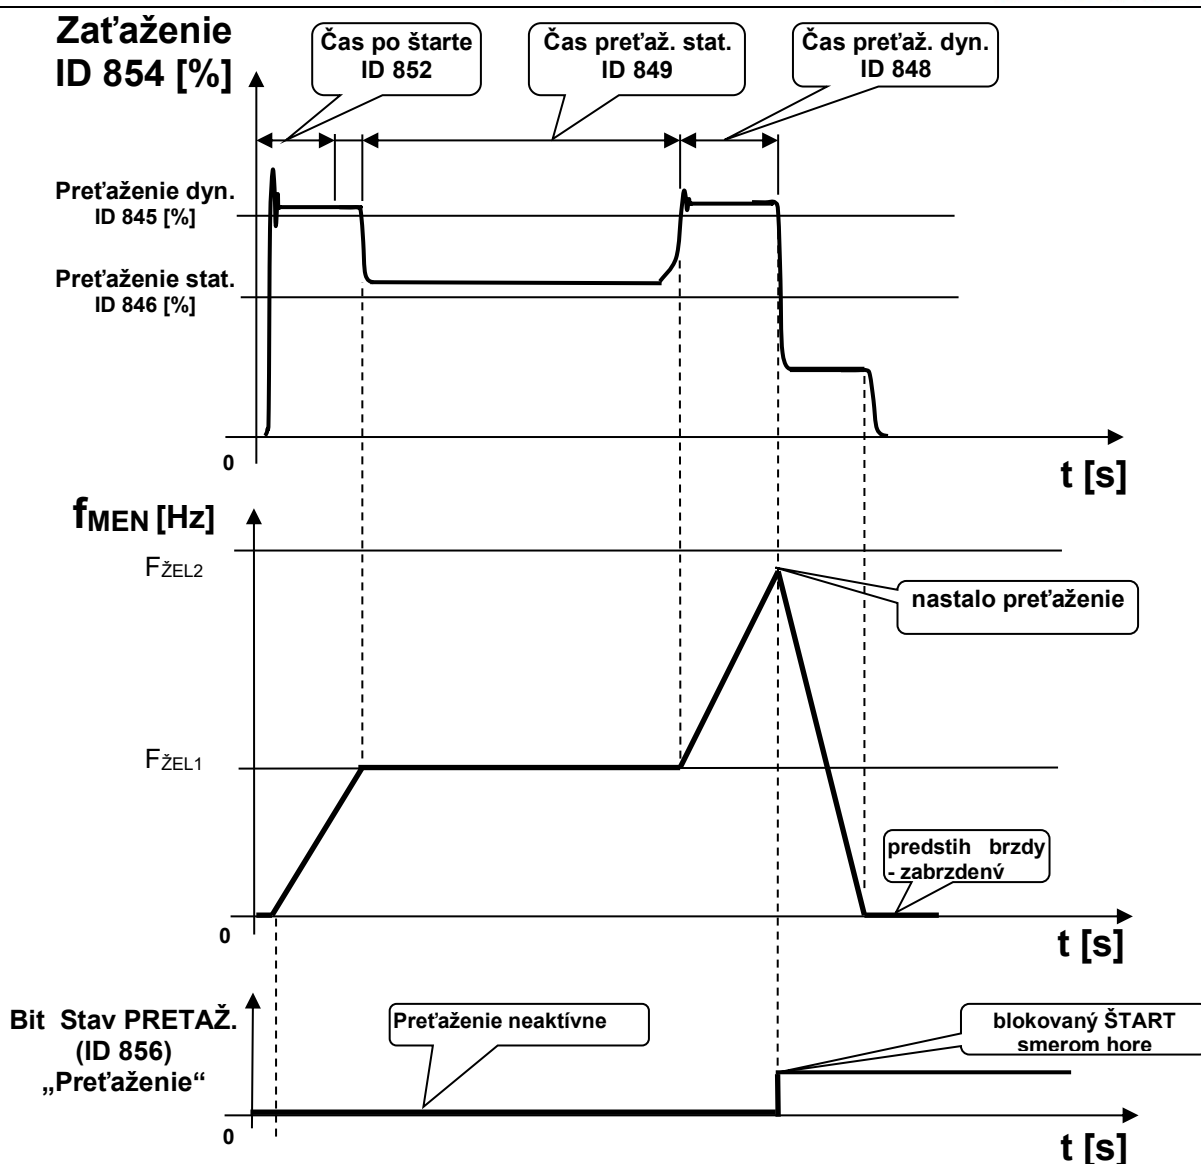 Zaťaženie
ID 854 [%]
Čas po štarte
ID 852
Čas preťaž. stat.
ID 849
Čas preťaž. dyn.
ID 848
Preťaženie dyn.
ID 845 [%]
Preťaženie stat.
ID 846 [%]
0
t [s]
fMEN [Hz]
FŽEL2
nastalo preťaženie
FŽEL1
predstih brzdy
- zabrzdený
0
t [s]
Bit Stav PRETAŽ.
(ID 856)
„Preťaženie“
Preťaženie neaktívne
blokovaný ŠTART
smerom hore
0
t [s]